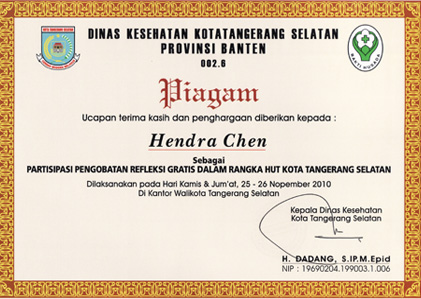 DINAS KESEHATAN KOTATANGERANG SELATAN
PROVINSI BANTEN
002.6
BAKTI HUSADA
Piagam
Ucapan terima kasih dan penghargaan diberikan kepada :
Hendra Chen
Sebagai
PARTISIPASI PENGOBATAN REFLEKSI GRATIS DALAM RANGKA HUT KOTA TANGERANG SELATAN
Dilaksanakan pada Hari Kamis & Jum'at, 25 - 26 Nopember 2010
Di Kantor Walikota Tangerang Selatan
Kepala Dinas Kesehatan
Kota Tangerang Selatan
H. DADANG, S.IP.M.Epid
NIP : 19690204.199003.1.006